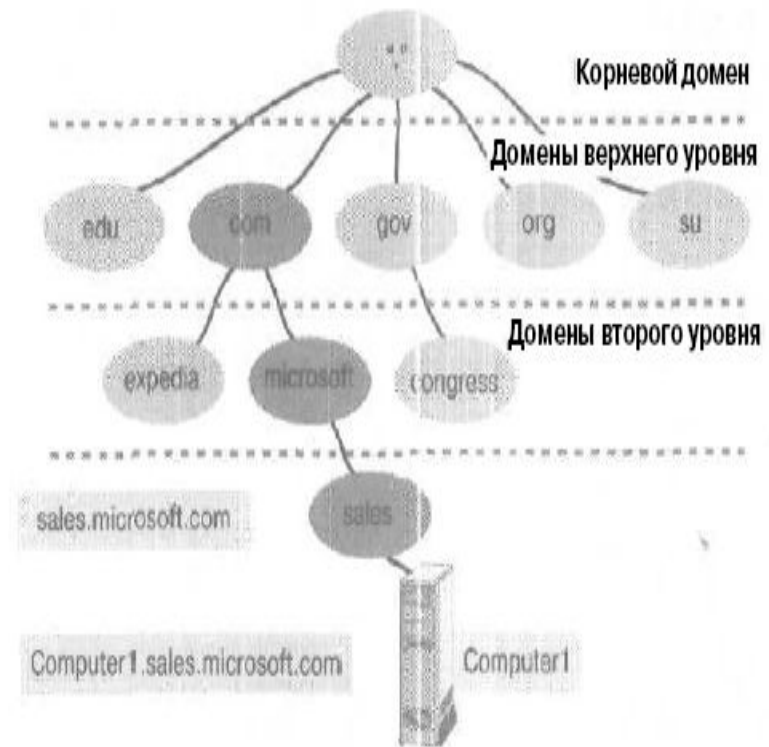 Корневой домен
Домены верхнего уровня
edu com gov org su
Домены второго уровня
expedia microsoft congress
sales.microsoft.com
sales
Computer1.sales.microsoft.com
Computer1